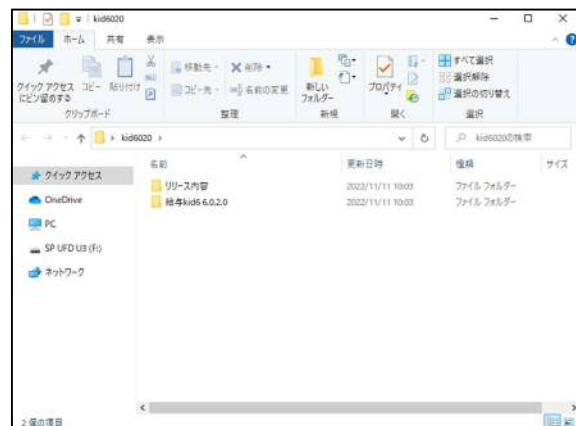 kid6020
ファイル ホーム 共有 表示
クイック アクセス
にピン留めする
コピー
貼り付け
移動先
コピー先
削除
名前の変更
新しい
フォルダー
プロパティ
すべて選択
選択解除
選択の切り替え
クリップボード 整理 新規 開く 選択
kid6020
kid6020の検索
名前 更新日時 種類 サイズ
クイック アクセス
OneDrive
PC
SP UFD U3 (F:)
ネットワーク
リリース内容 2022/11/11 10:03 ファイル フォルダー
給与kid6 6.0.2.0 2022/11/11 10:03 ファイル フォルダー
2 個の項目